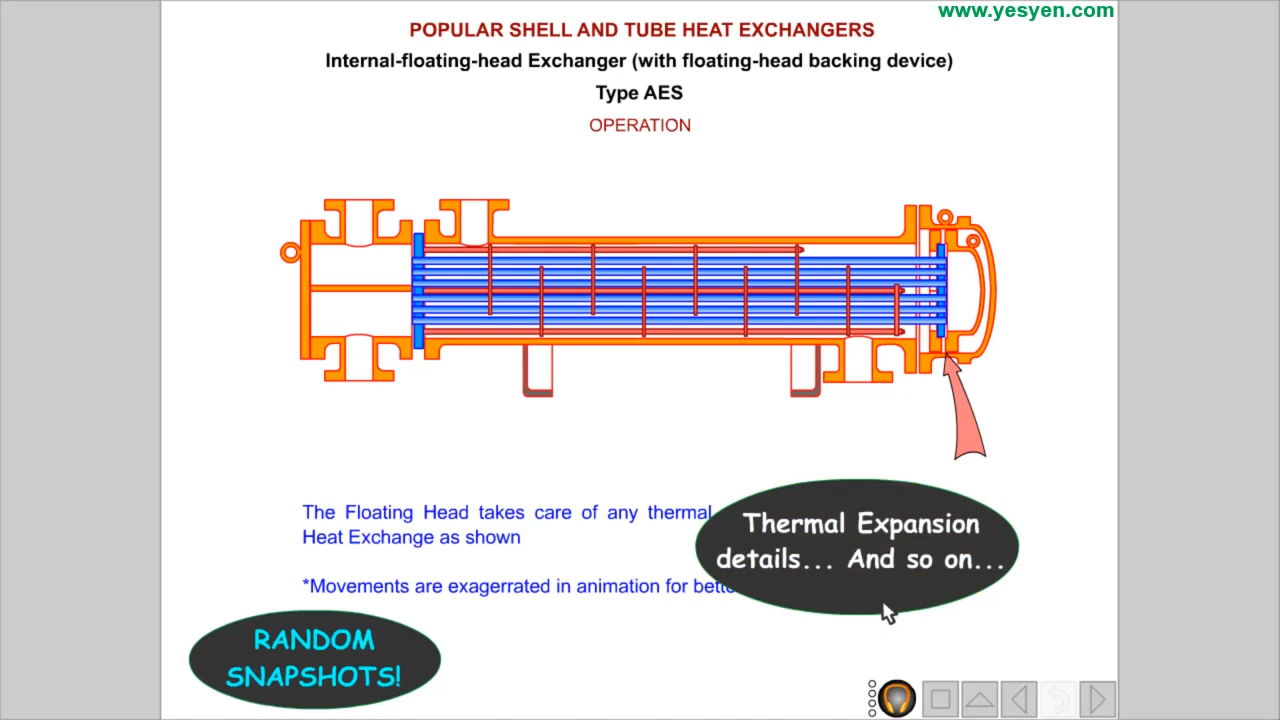 www.yesyen.com
POPULAR SHELL AND TUBE HEAT EXCHANGERS
Internal-floating-head Exchanger (with floating-head backing device)
Type AES
OPERATION
The Floating Head takes care of any thermal
Heat Exchange as shown
Thermal Expansion
details... And so on...
*Movements are exagerrated in animation for
RANDOM
SNAPSHOTS!